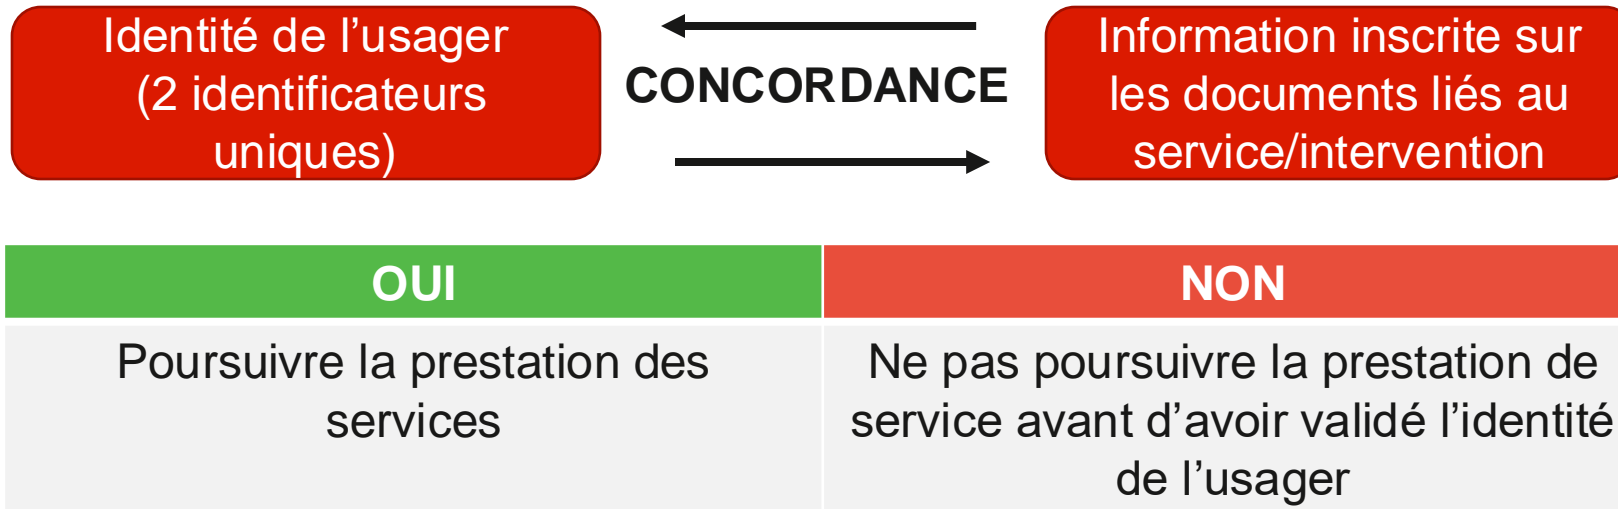 Identité de l’usager
(2 identificateurs
uniques)
CONCORDANCE
Information inscrite sur
les documents liés au
service/intervention
OUI
NON
Poursuivre la prestation des
services
Ne pas poursuivre la prestation de
service avant d’avoir validé l’identité
de l’usager